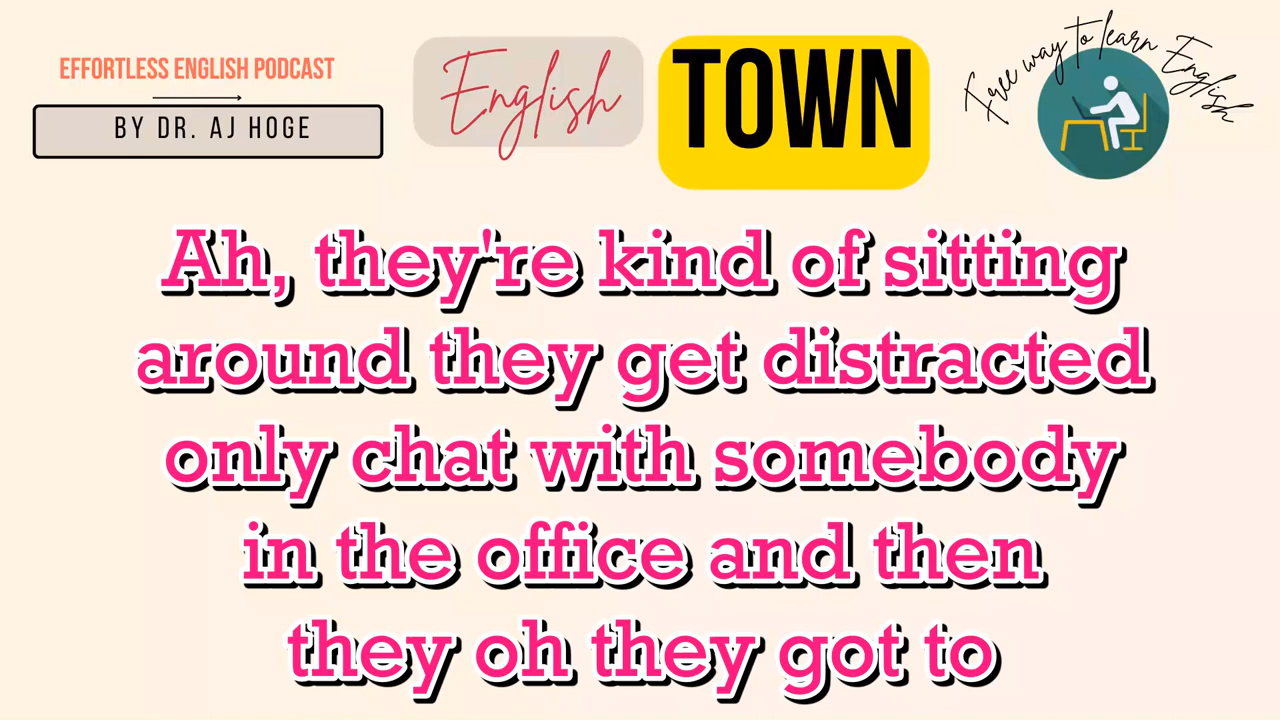 EFFORTLESS ENGLISH PODCAST
BY DR. AJ HOGE
English
TOWN
Free way to learn English
Ah, they're kind of sitting
around they get distracted
only chat with somebody
in the office and then
they oh they got to